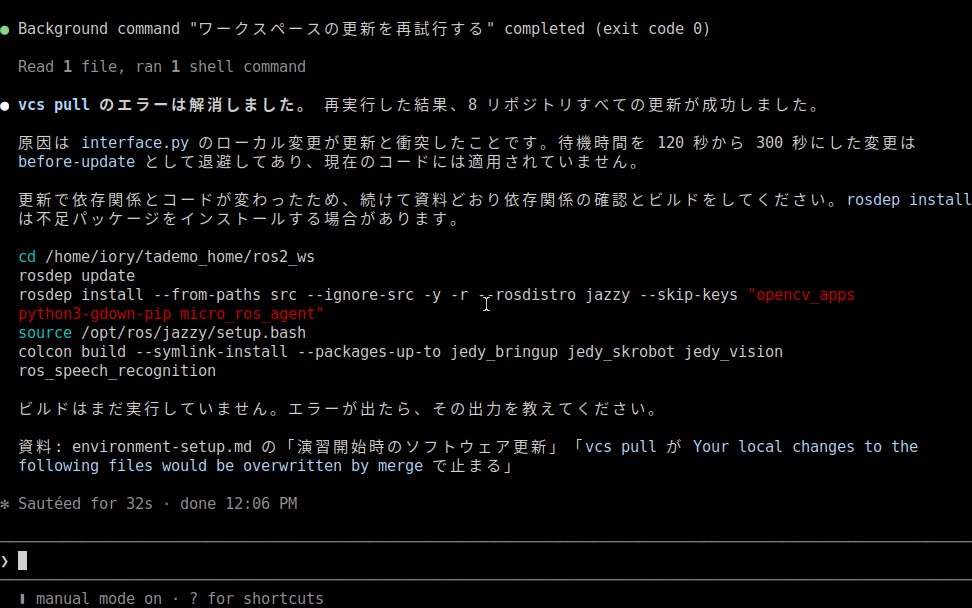 ● Background command "ワークスペースの更新を再試行する" completed (exit code 0)
Read 1 file, ran 1 shell command
● vcs pull のエラーは解消しました。 再実行した結果、8 リポジトリすべての更新が成功しました。
原因は interface.py のローカル変更が更新と衝突したことです。待機時間を 120 秒から 300 秒にした変更は
before-update として退避してあり、現在のコードには適用されていません。
更新で依存関係とコードが変わったため、続けて資料どおり依存関係の確認とビルドをしてください。rosdep install
は不足パッケージをインストールする場合があります。
cd /home/iory/tademo_home/ros2_ws
rosdep update
rosdep install --from-paths src --ignore-src -y -r --rosdistro jazzy --skip-keys "opencv_apps
python3-gdown-pip micro_ros_agent"
source /opt/ros/jazzy/setup.bash
colcon build --symlink-install --packages-up-to jedy_bringup jedy_skrobot jedy_vision
ros_speech_recognition
ビルドはまだ実行していません。エラーが出たら、その出力を教えてください。
資料: environment-setup.md の「演習開始時のソフトウェア更新」「vcs pull が Your local changes to the
following files would be overwritten by merge で止まる」
✻ Sautéed for 32s · done 12:06 PM
❯
manual mode on · ? for shortcuts